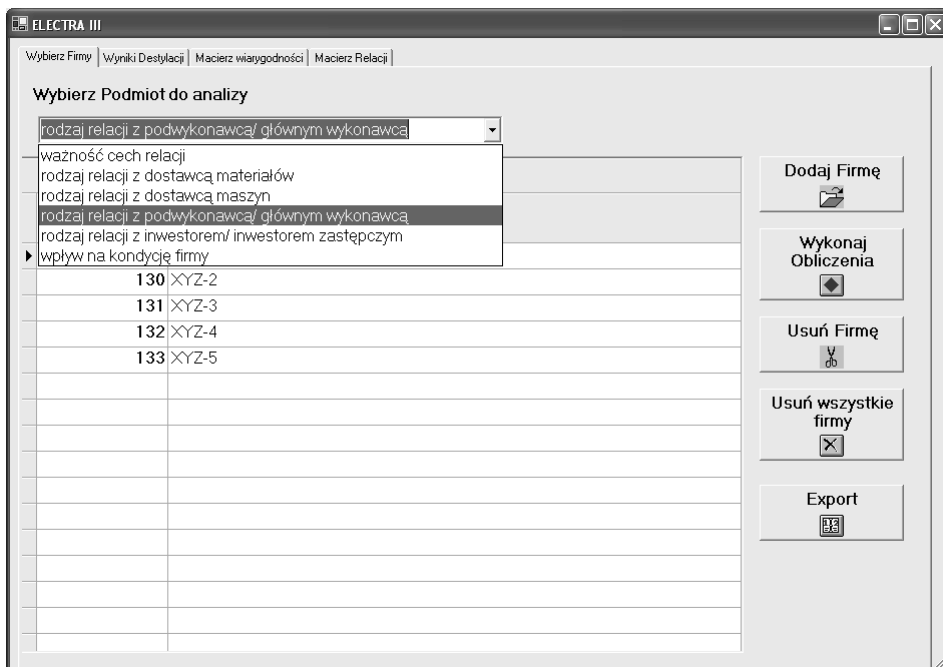 ELECTRA III
Wybierz Firmy Wyniki Destylacji Macierz wiarygodności Macierz Relacji
Wybierz Podmiot do analizy
rodzaj relacji z podwykonawcą/ głównym wykonawcą
ważność cech relacji
rodzaj relacji z dostawcą materiałów
rodzaj relacji z dostawcą maszyn
rodzaj relacji z podwykonawcą/ głównym wykonawcą
rodzaj relacji z inwestorem/ inwestorem zastępczym
wpływ na kondycję firmy
130 XYZ-2
131 XYZ-3
132 XYZ-4
133 XYZ-5
Dodaj Firmę
Wykonaj
Obliczenia
Usuń Firmę
Usuń wszystkie
firmy
Export